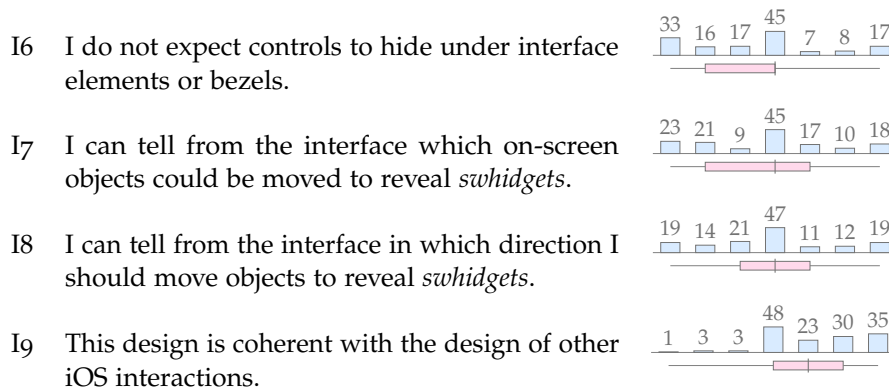 33 16 17 45 7 8 17
I6 I do not expect controls to hide under interface
elements or bezels.
23 21 9 45 17 10 18
I7 I can tell from the interface which on-screen
objects could be moved to reveal swhidgets.
19 14 21 47 11 12 19
I8 I can tell from the interface in which direction I
should move objects to reveal swhidgets.
1 3 3 48 23 30 35
I9 This design is coherent with the design of other
iOS interactions.